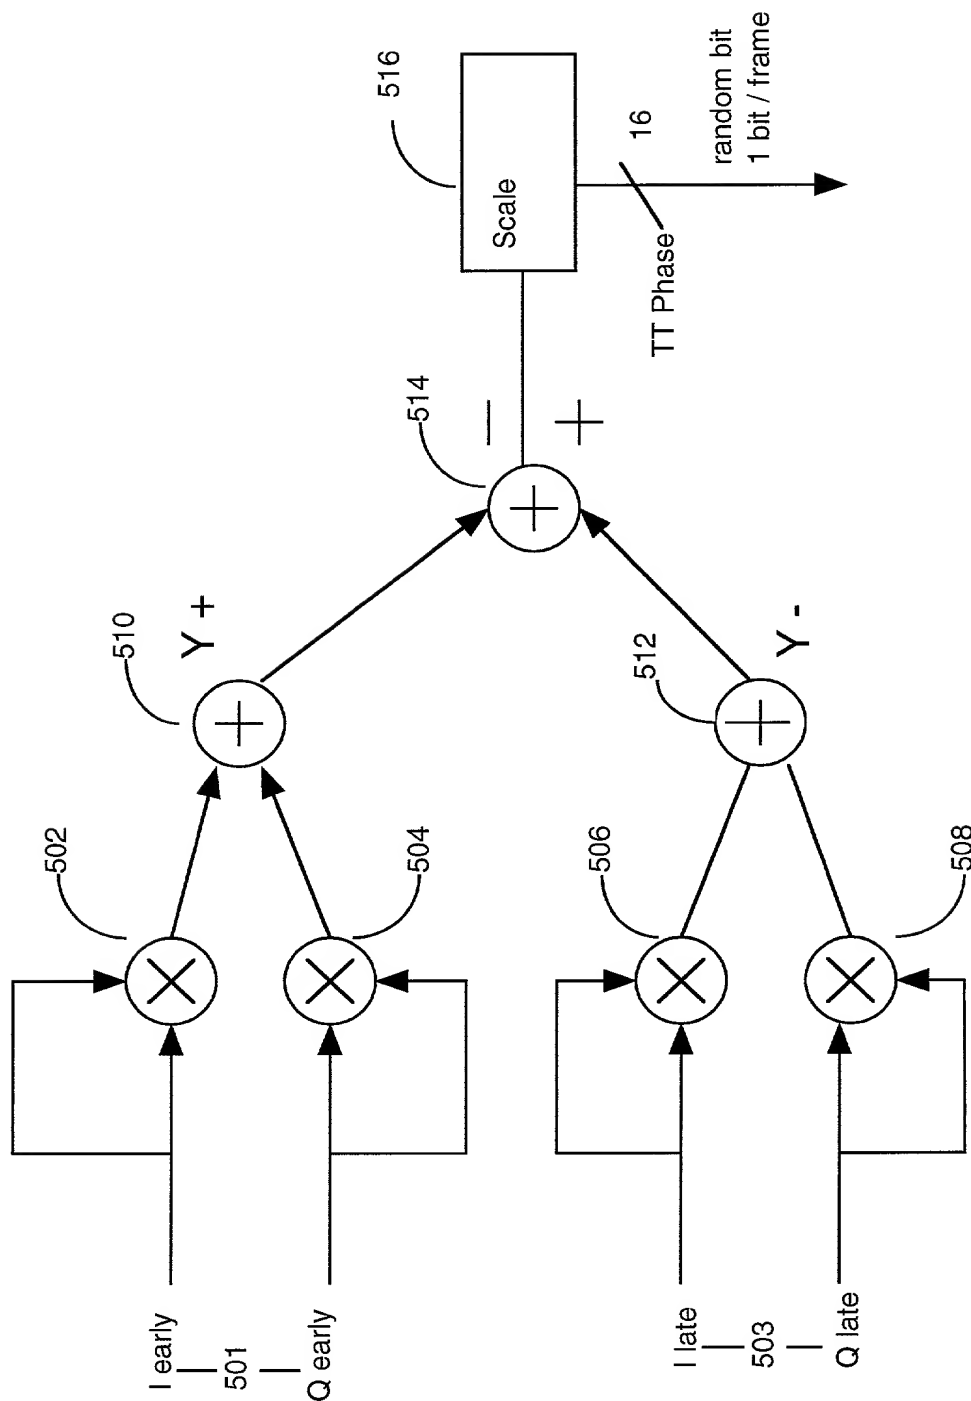 I early
501
Q early
I late
503
Q late
502
504
506
508
510
Y +
512
Y -
514
−
+
516
Scale
16
TT Phase
random bit
1 bit / frame